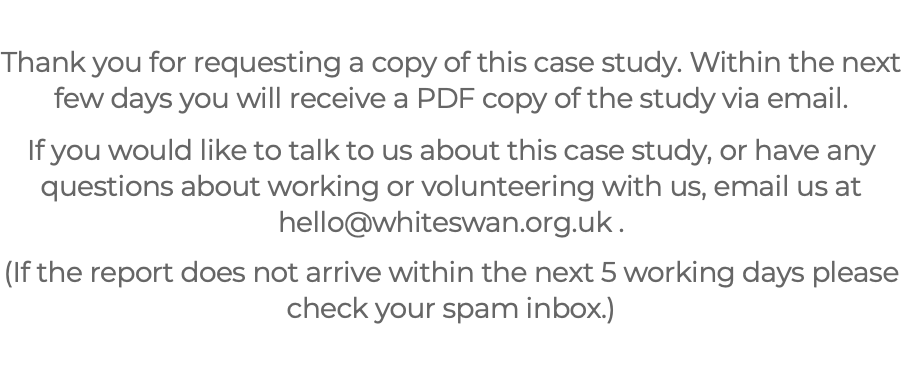 Thank you for requesting a copy of this case study. Within the next
few days you will receive a PDF copy of the study via email.
If you would like to talk to us about this case study, or have any
questions about working or volunteering with us, email us at
hello@whiteswan.org.uk .
(If the report does not arrive within the next 5 working days please
check your spam inbox.)